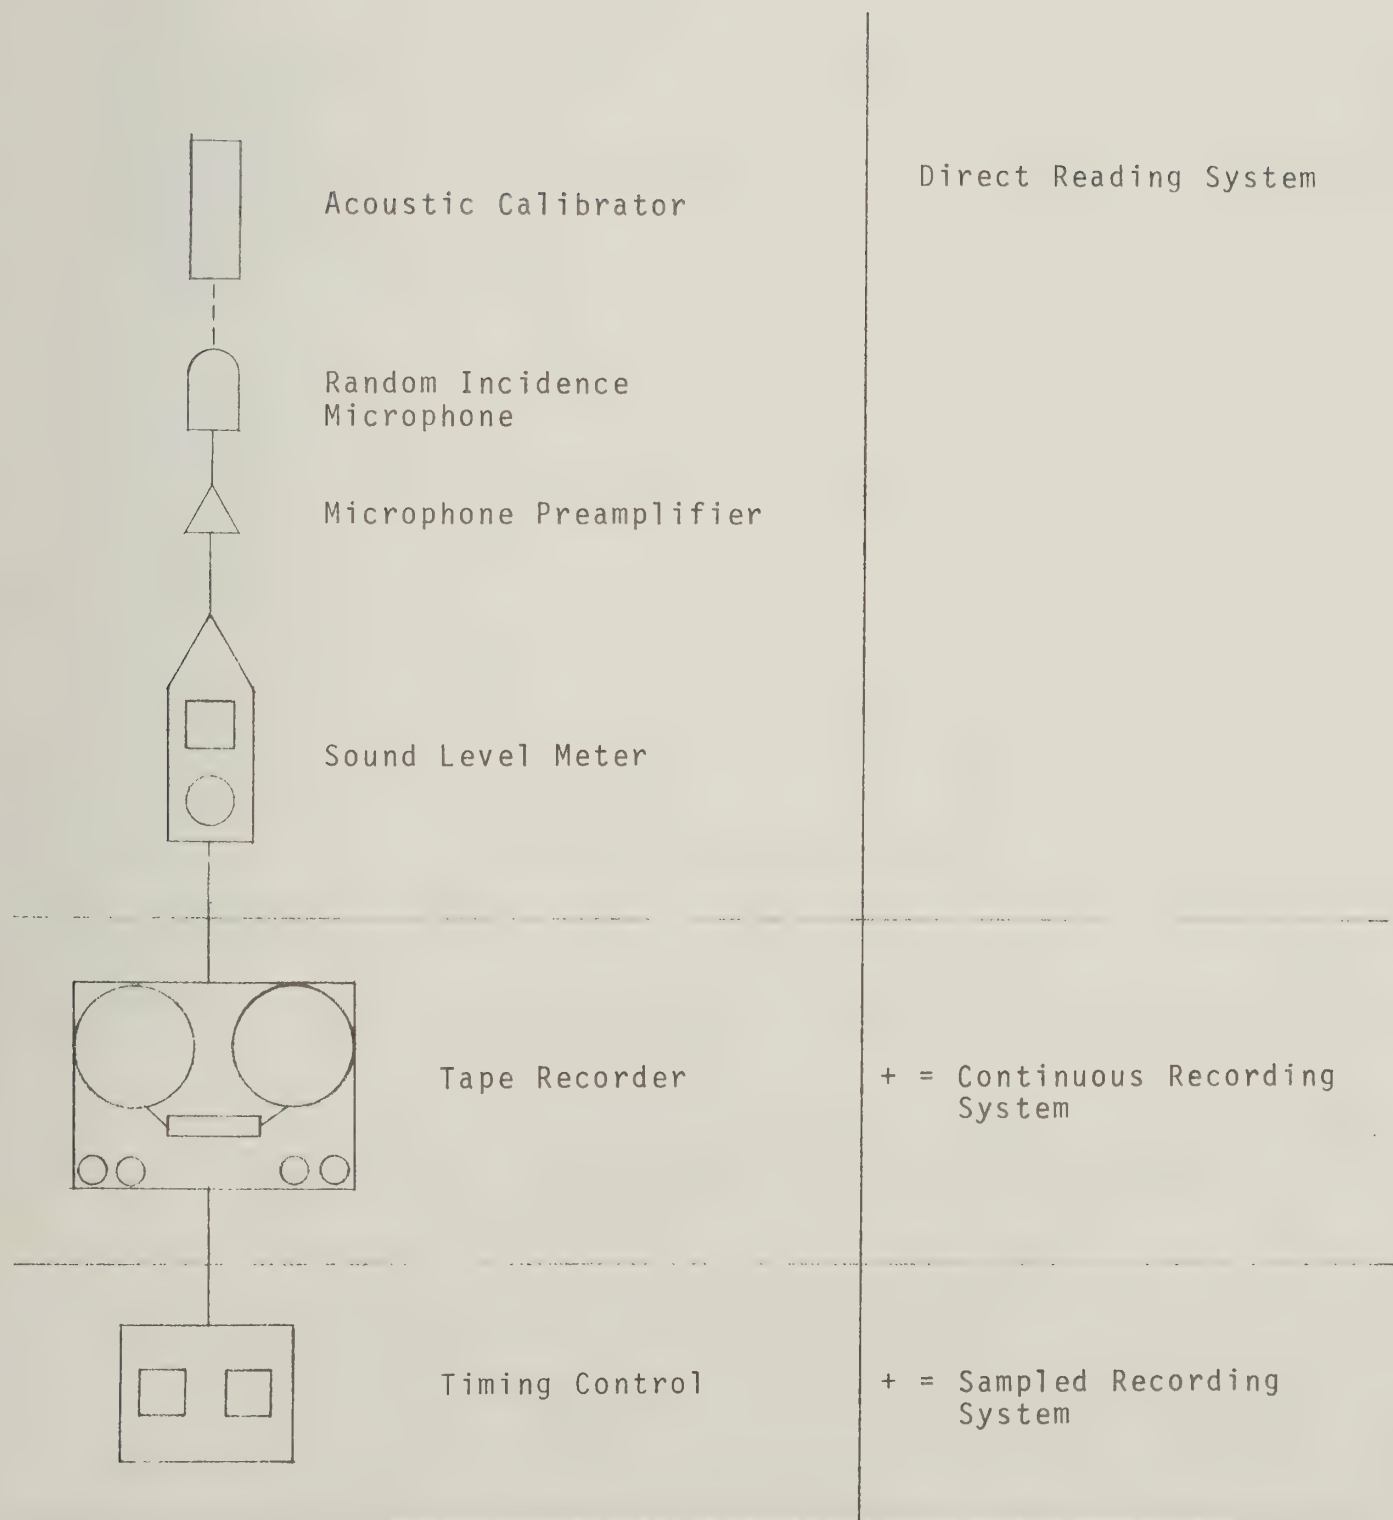 Acoustic Calibrator
Direct Reading System
Random Incidence
Microphone
Microphone Preamplifier
Sound Level Meter
Tape Recorder
+ = Continuous Recording
System
Timing Control
+ = Sampled Recording
System